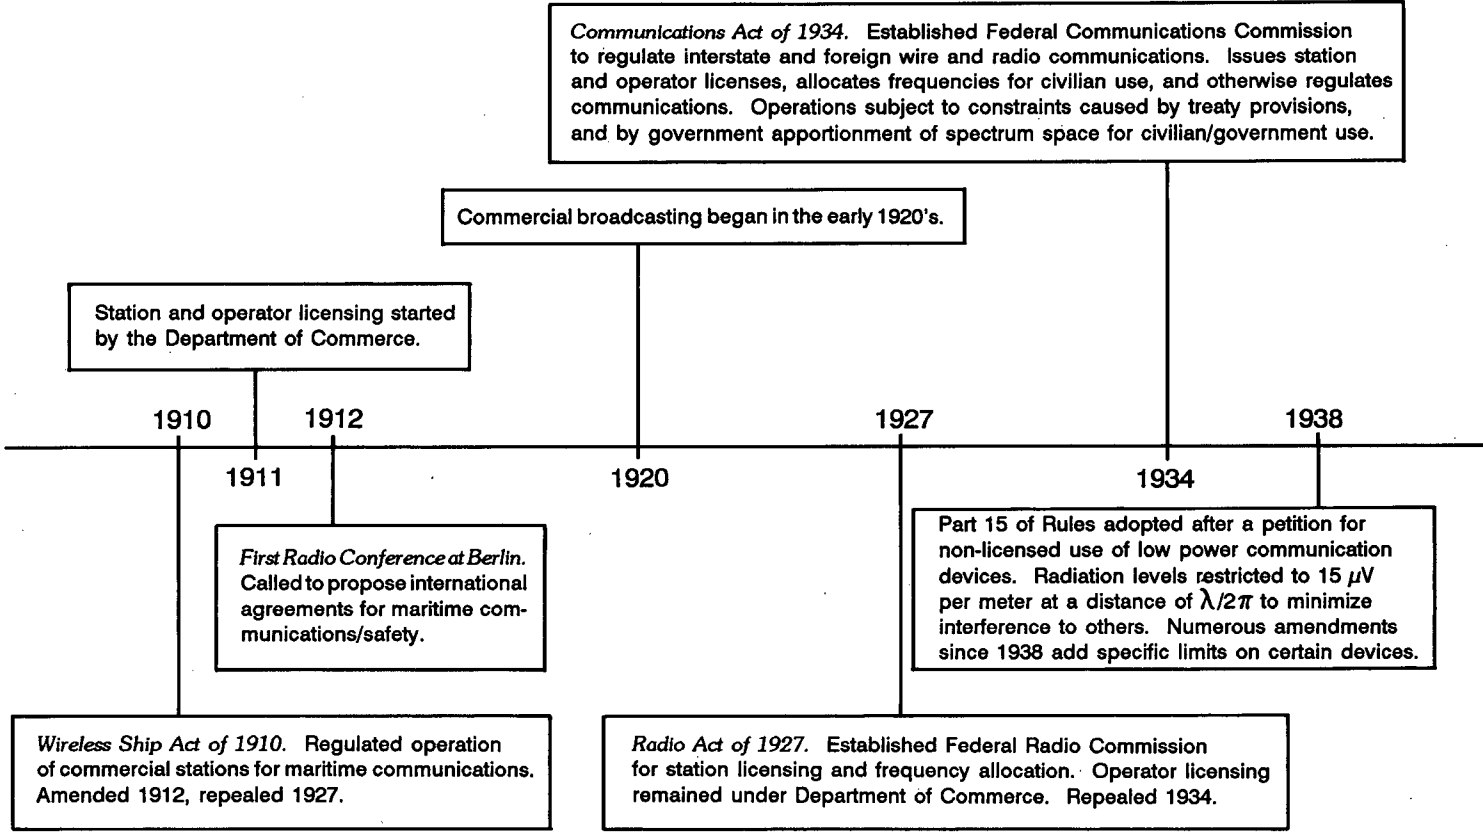 Communications Act of 1934. Established Federal Communications Commission
to regulate interstate and foreign wire and radio communications. Issues station
and operator licenses, allocates frequencies for civilian use, and otherwise regulates
communications. Operations subject to constraints caused by treaty provisions,
and by government apportionment of spectrum space for civilian/government use.
Commercial broadcasting began in the early 1920's.
Station and operator licensing started
by the Department of Commerce.
1910
1912
1927
1938
1911
1920
1934
First Radio Conference at Berlin.
Called to propose international
agreements for maritime com-
munications/safety.
Part 15 of Rules adopted after a petition for
non-licensed use of low power communication
devices. Radiation levels restricted to 15 μV
per meter at a distance of λ/2π to minimize
interference to others. Numerous amendments
since 1938 add specific limits on certain devices.
Wireless Ship Act of 1910. Regulated operation
of commercial stations for maritime communications.
Amended 1912, repealed 1927.
Radio Act of 1927. Established Federal Radio Commission
for station licensing and frequency allocation. Operator licensing
remained under Department of Commerce. Repealed 1934.